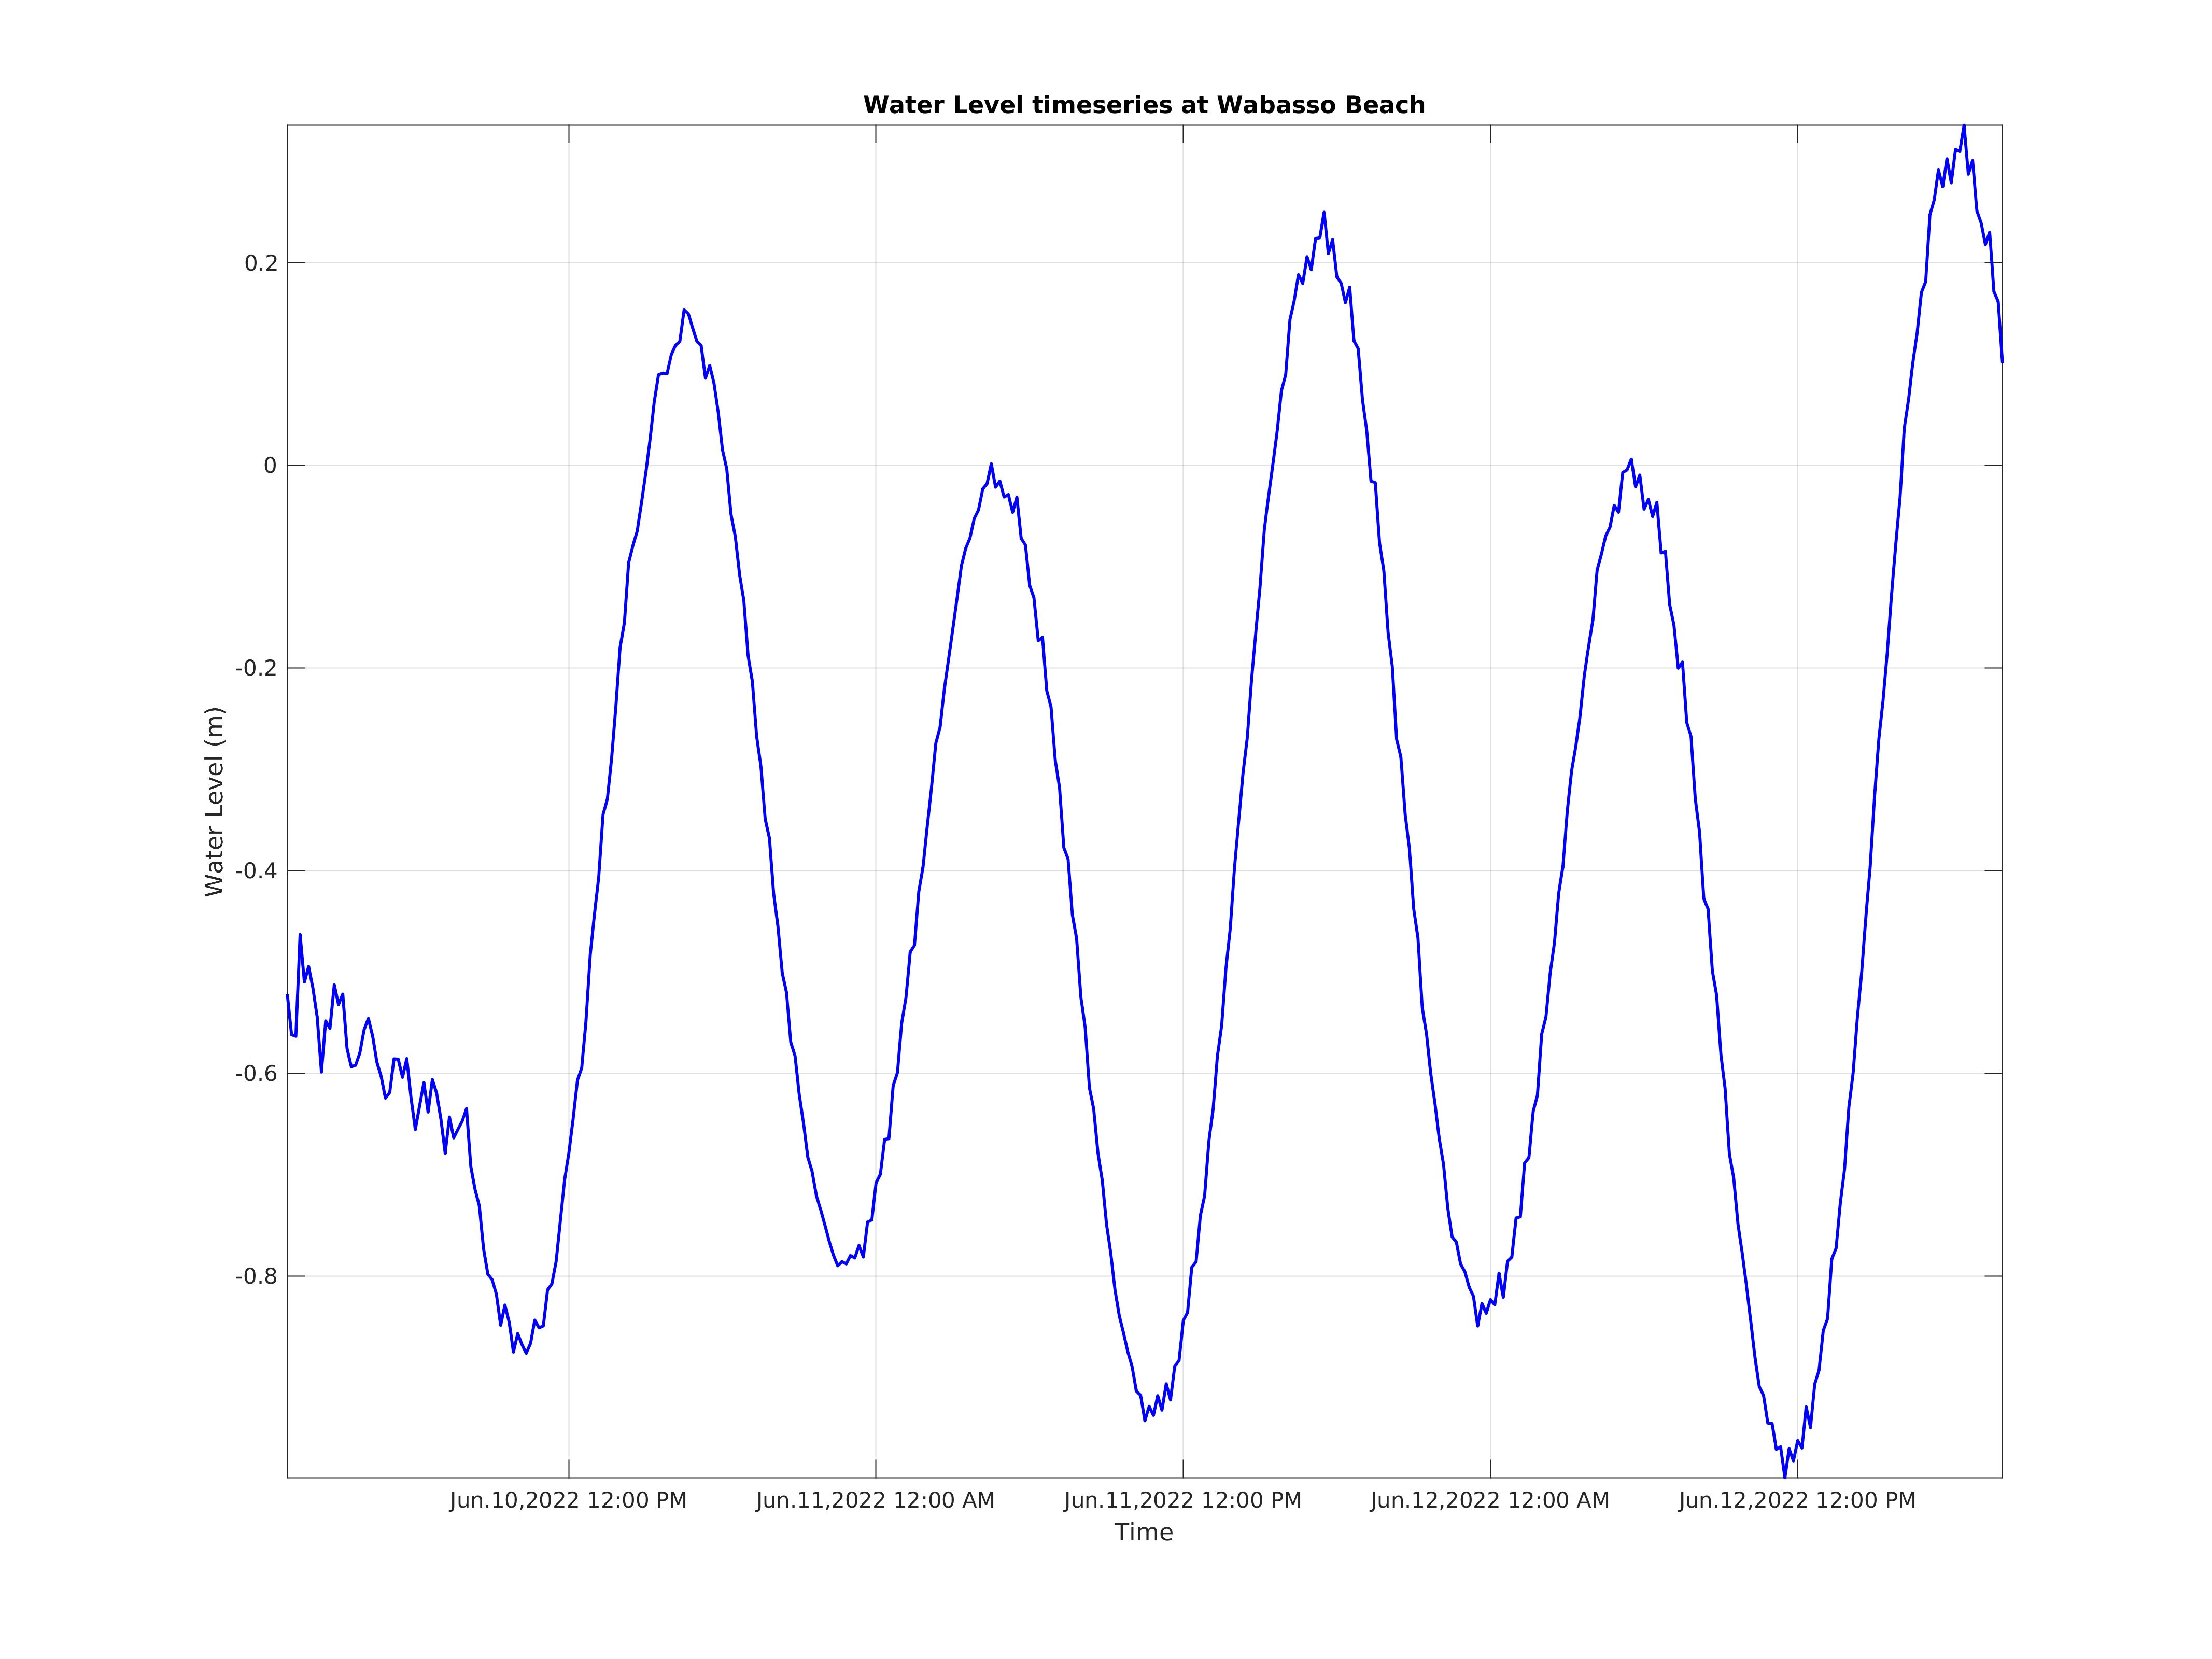 Water Level timeseries at Wabasso Beach
0.2
0
-0.2
-0.4
-0.6
-0.8
Water Level (m)
Jun.10,2022 12:00 PM
Jun.11,2022 12:00 AM
Jun.11,2022 12:00 PM
Jun.12,2022 12:00 AM
Jun.12,2022 12:00 PM
Time